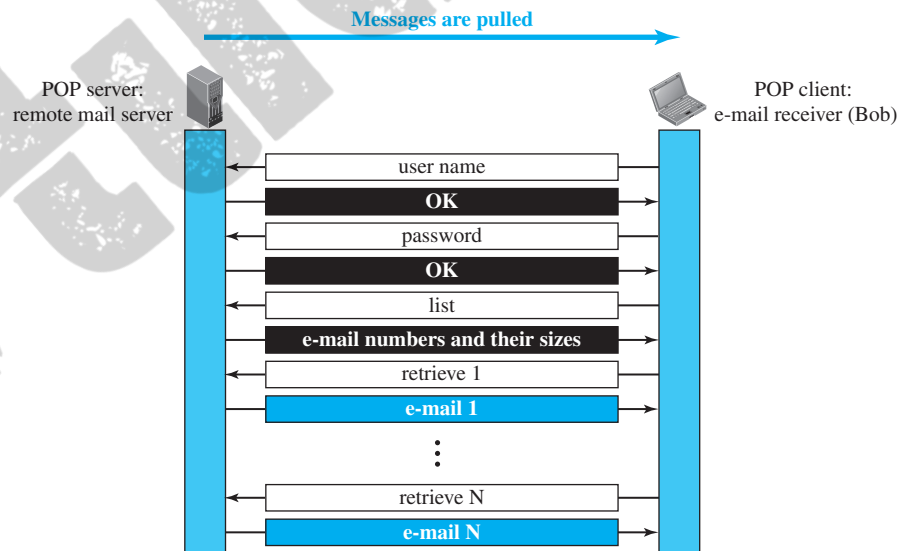 Messages are pulled
POP server:
remote mail server
POP client:
e-mail receiver (Bob)
user name
OK
password
OK
list
e-mail numbers and their sizes
retrieve 1
e-mail 1
retrieve N
e-mail N